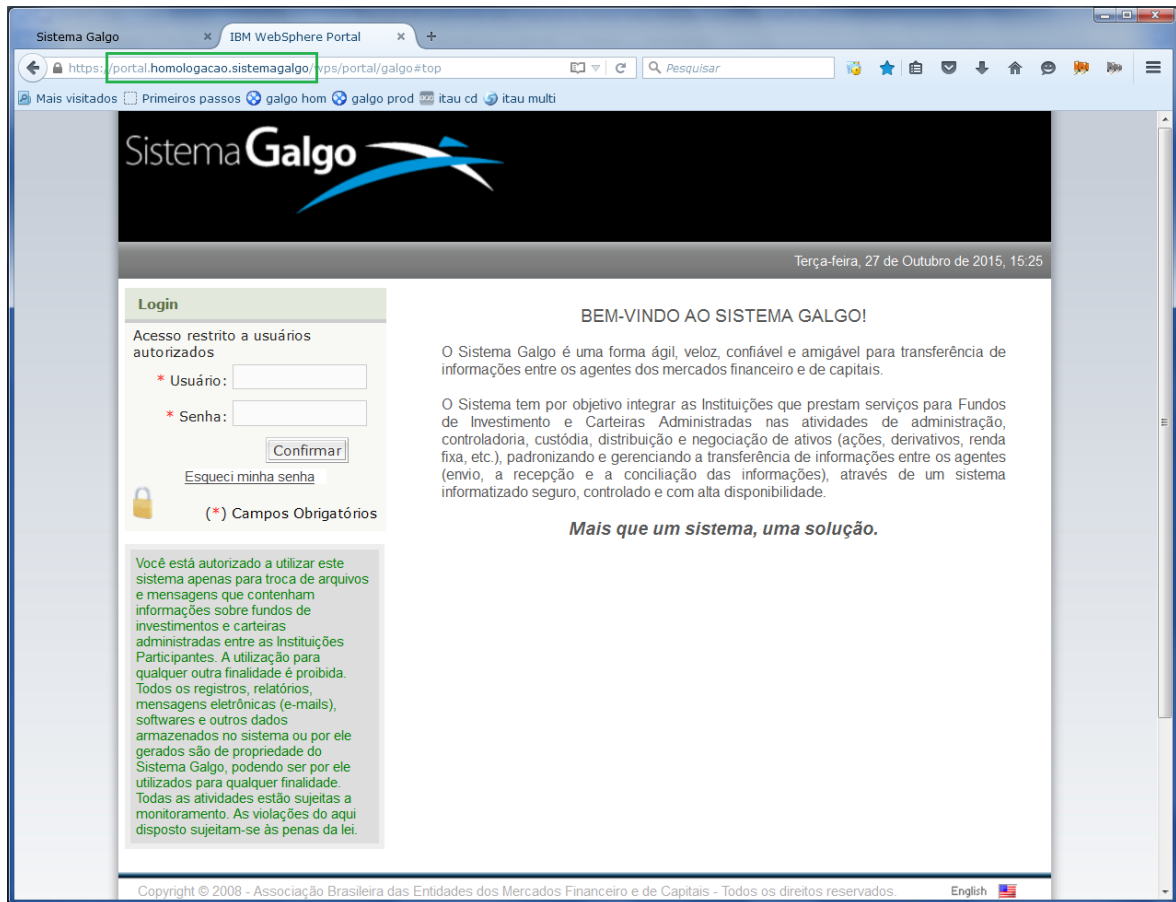 Sistema Galgo
IBM WebSphere Portal
https://portal.homologacao.sistemagalgo/wps/portal/galgo#top
Pesquisar
Mais visitados Primeiros passos galgo hom galgo prod itau cd itau multi
Sistema Galgo
Terça-feira, 27 de Outubro de 2015, 15:25
Login
Acesso restrito a usuários
autorizados
* Usuário:
* Senha:
Confirmar
Esqueci minha senha
(*) Campos Obrigatórios
Você está autorizado a utilizar este
sistema apenas para troca de arquivos
e mensagens que contenham
informações sobre fundos de
investimentos e carteiras
administradas entre as Instituições
Participantes. A utilização para
qualquer outra finalidade é proibida.
Todos os registros, relatórios,
mensagens eletrônicas (e-mails),
softwares e outros dados
armazenados no sistema ou por ele
gerados são de propriedade do
Sistema Galgo, podendo ser por ele
utilizados para qualquer finalidade.
Todas as atividades estão sujeitas a
monitoramento. As violações do aqui
disposto sujeitam-se às penas da lei.
BEM-VINDO AO SISTEMA GALGO!
O Sistema Galgo é uma forma ágil, veloz, confiável e amigável para transferência de
informações entre os agentes dos mercados financeiro e de capitais.
O Sistema tem por objetivo integrar as Instituições que prestam serviços para Fundos
de Investimento e Carteiras Administradas nas atividades de administração,
controladoria, custódia, distribuição e negociação de ativos (ações, derivativos, renda
fixa, etc.), padronizando e gerenciando a transferência de informações entre os agentes
(envio, a recepção e a conciliação das informações), através de um sistema
informatizado seguro, controlado e com alta disponibilidade.
Mais que um sistema, uma solução.
Copyright © 2008 - Associação Brasileira das Entidades dos Mercados Financeiro e de Capitais - Todos os direitos reservados.
English